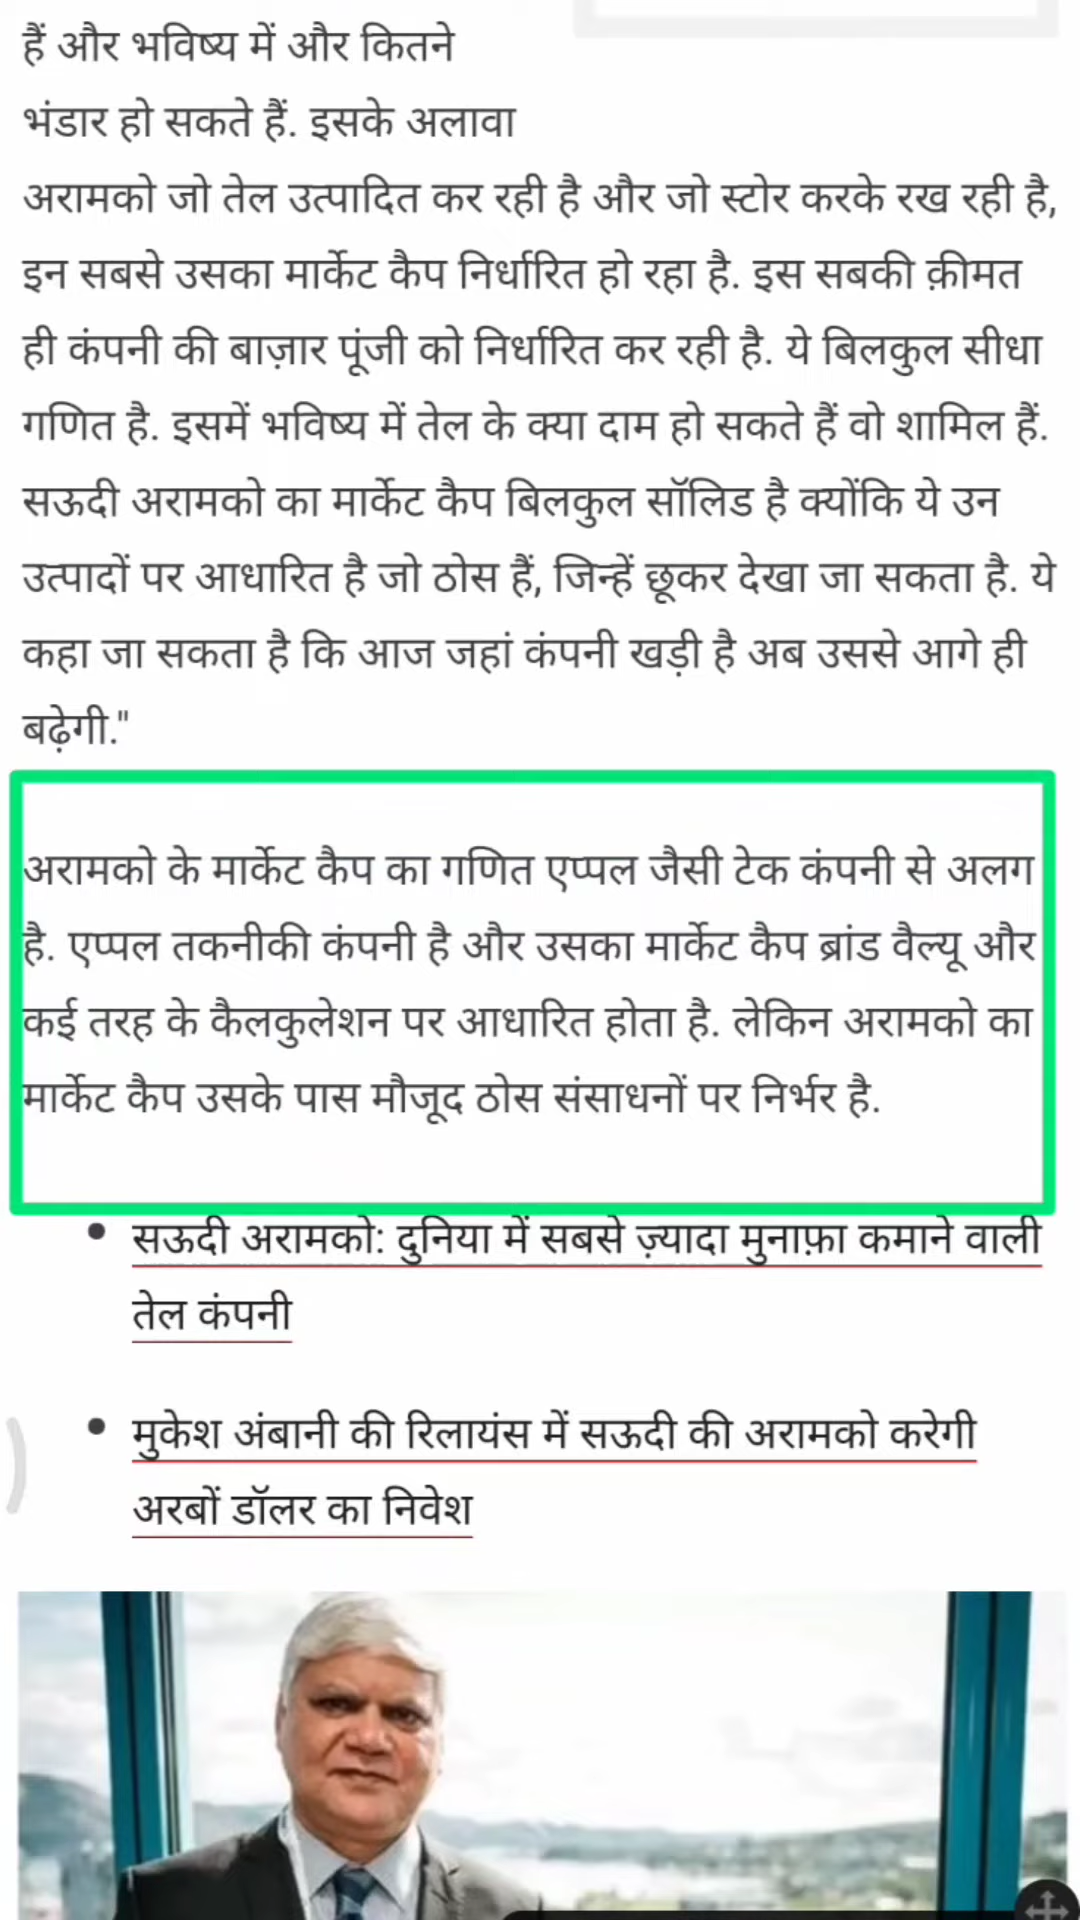 हैं और भविष्य में और कितने
भंडार हो सकते हैं. इसके अलावा
अरामको जो तेल उत्पादित कर रही है और जो स्टोर करके रख रही है,
इन सबसे उसका मार्केट कैप निर्धारित हो रहा है. इस सबकी क़ीमत
ही कंपनी की बाज़ार पूंजी को निर्धारित कर रही है. ये बिलकुल सीधा
गणित है. इसमें भविष्य में तेल के क्या दाम हो सकते हैं वो शामिल हैं.
सऊदी अरामको का मार्केट कैप बिलकुल सॉलिड है क्योंकि ये उन
उत्पादों पर आधारित है जो ठोस हैं, जिन्हें छूकर देखा जा सकता है. ये
कहा जा सकता है कि आज जहां कंपनी खड़ी है अब उससे आगे ही
बढ़ेगी."
अरामको के मार्केट कैप का गणित एप्पल जैसी टेक कंपनी से अलग
है. एप्पल तकनीकी कंपनी है और उसका मार्केट कैप ब्रांड वैल्यू और
कई तरह के कैलकुलेशन पर आधारित होता है. लेकिन अरामको का
मार्केट कैप उसके पास मौजूद ठोस संसाधनों पर निर्भर है.
सऊदी अरामको: दुनिया में सबसे ज़्यादा मुनाफ़ा कमाने वाली
तेल कंपनी
मुकेश अंबानी की रिलायंस में सऊदी की अरामको करेगी
अरबों डॉलर का निवेश